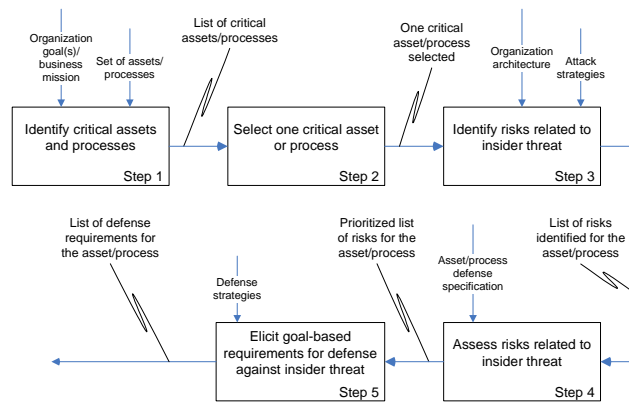 Organization
goal(s)/
business
mission
Set of assets/
processes
List of critical
assets/processes
One critical
asset/process
selected
Organization
architecture
Attack
strategies
Identify critical assets
and processes
Step 1
Select one critical asset
or process
Step 2
Identify risks related to
insider threat
Step 3
List of defense
requirements for
the asset/process
Defense
strategies
Prioritized list
of risks for the
asset/process
Asset/process
defense
specification
List of risks
identified for the
asset/process
Elicit goal-based
requirements for defense
against insider threat
Step 5
Assess risks related to
insider threat
Step 4